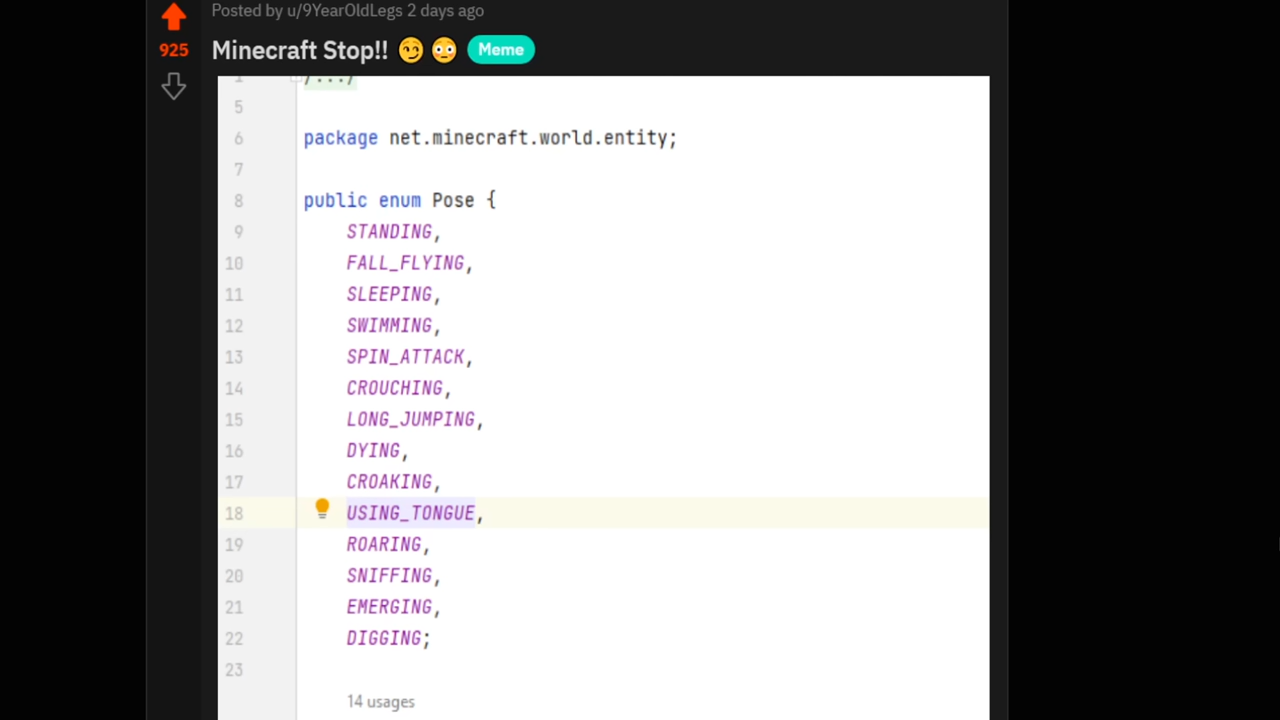 Posted by u/9YearOldLegs 2 days ago
925
Minecraft Stop!! 😏 😳 Meme
1 /.../
5
6 package net.minecraft.world.entity;
7
8 public enum Pose {
9 STANDING,
10 FALL_FLYING,
11 SLEEPING,
12 SWIMMING,
13 SPIN_ATTACK,
14 CROUCHING,
15 LONG_JUMPING,
16 DYING,
17 CROAKING,
18 USING_TONGUE,
19 ROARING,
20 SNIFFING,
21 EMERGING,
22 DIGGING;
23
14 usages